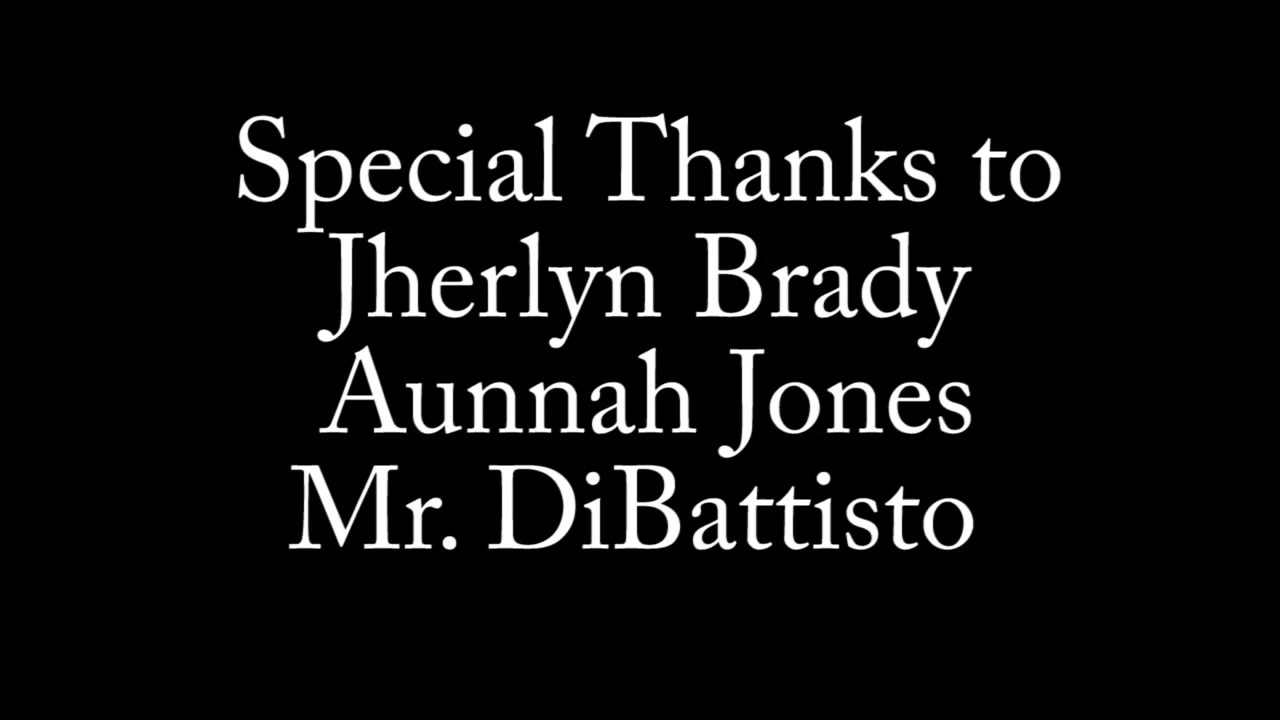 Special Thanks to
Jherlyn Brady
Aunnah Jones
Mr. DiBattisto